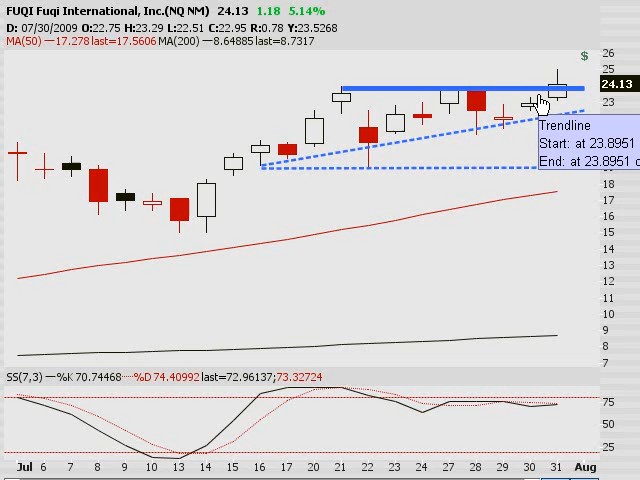 FUQI Fuqi International, Inc.(NQ NM) 24.13 1.18 5.14%
D: 07/30/2009 O:22.75 H:23.29 L:22.51 C:22.95 R:0.78 Y:23.5268
MA(50) —17.278 last=17.5606 MA(200) —8.64885 last=8.7317
$
26
25
24.13
23
Trendline
Start: at 23.8951
End: at 23.8951
18
17
16
15
14
13
12
11
10
9
8
7
SS(7,3) —%K 70.74468 ····%D 74.40992 last=72.96137;73.32724
75
50
25
Jul 6 7 8 9 10 13 14 15 16 17 20 21 22 23 24 27 28 29 30 31 Aug